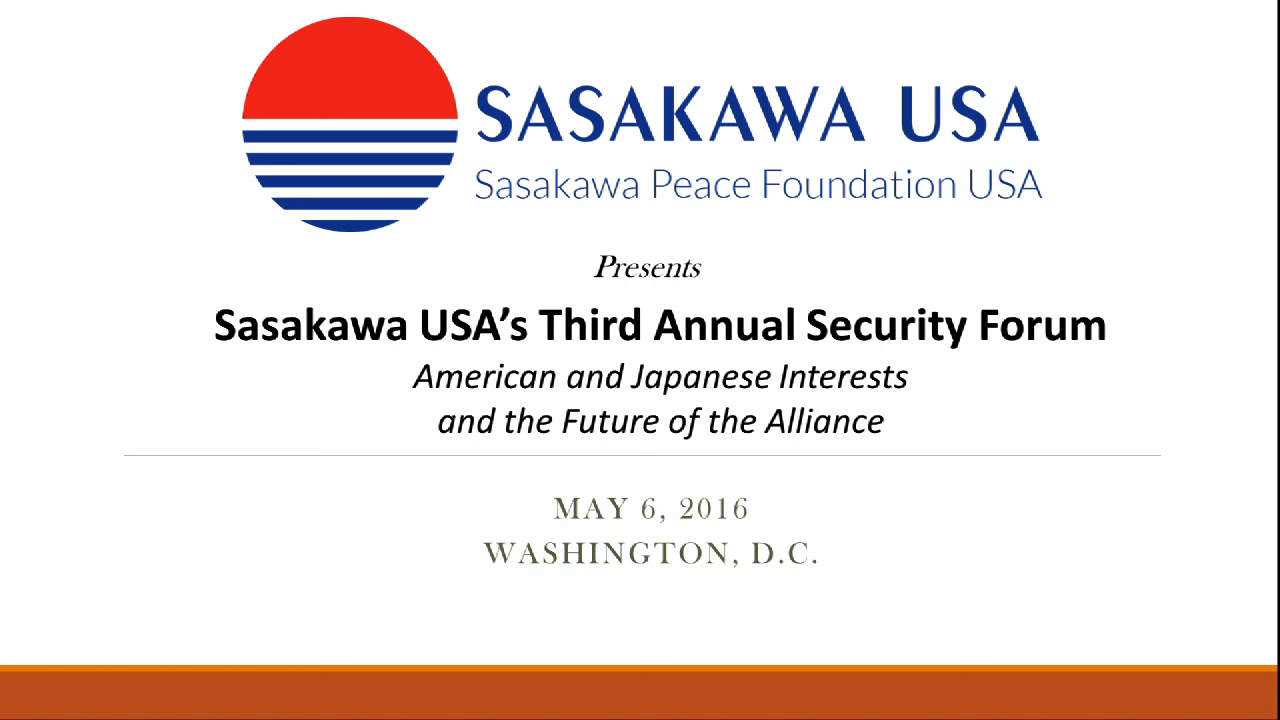 SASAKAWA USA
Sasakawa Peace Foundation USA
Presents
Sasakawa USA’s Third Annual Security Forum
American and Japanese Interests
and the Future of the Alliance
MAY 6, 2016
WASHINGTON, D.C.